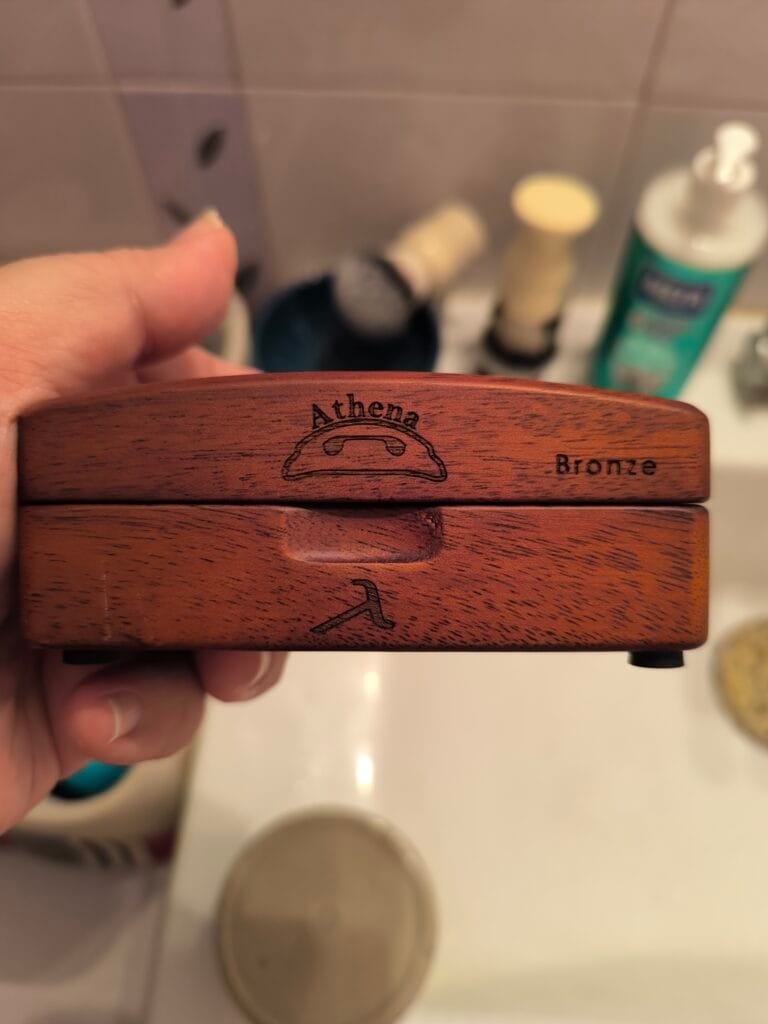 Athena
Bronze
λ